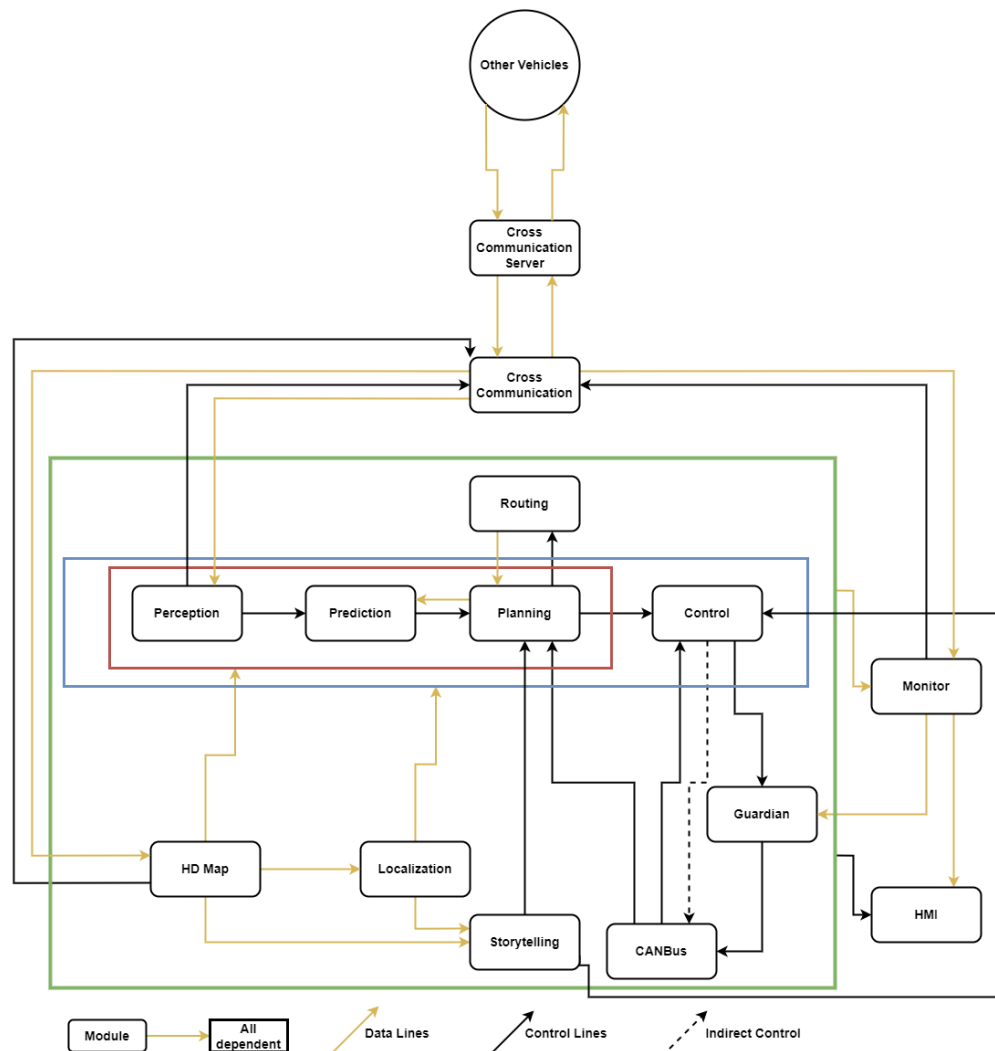 Other Vehicles
Cross
Communication
Server
Cross
Communication
Routing
Perception
Prediction
Planning
Control
Monitor
Guardian
HD Map
Localization
HMI
Storytelling
CANBus
Module
All
dependent
Data Lines
Control Lines
Indirect Control